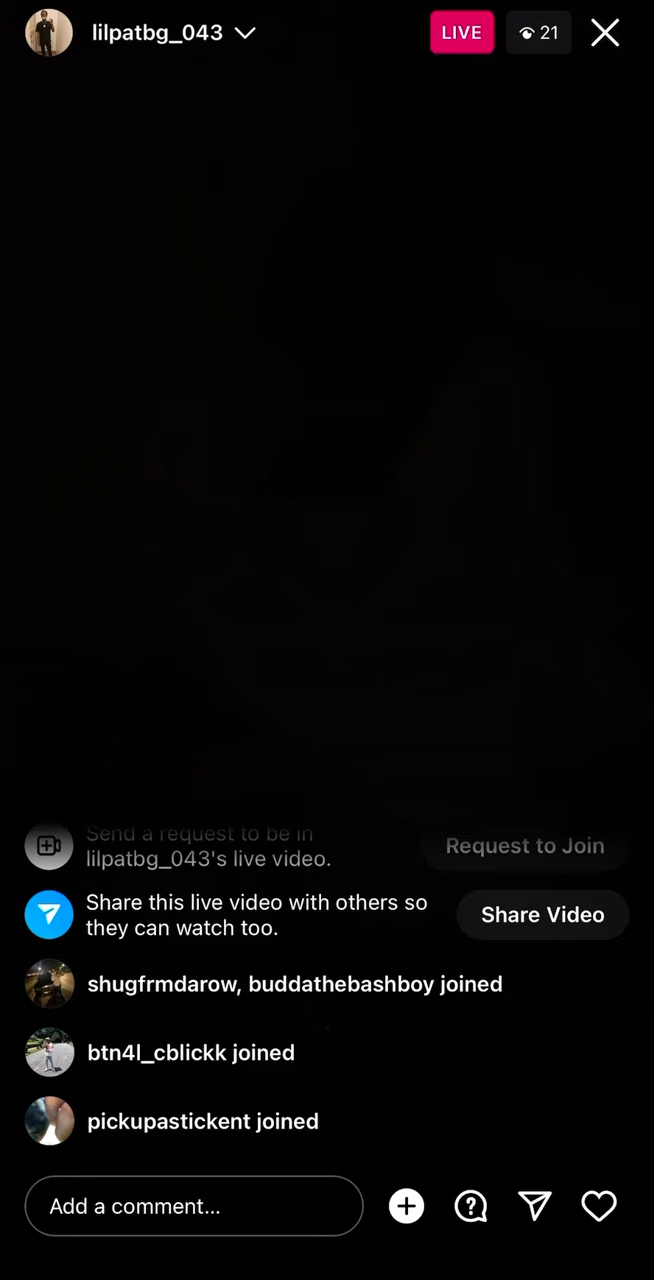 lilpatbg_043
LIVE
21
Send a request to be in
lilpatbg_043's live video.
Request to Join
Share this live video with others so
they can watch too.
Share Video
shugfrmdarow, buddathebashboy joined
btn4l_cblickk joined
pickupastickent joined
Add a comment...